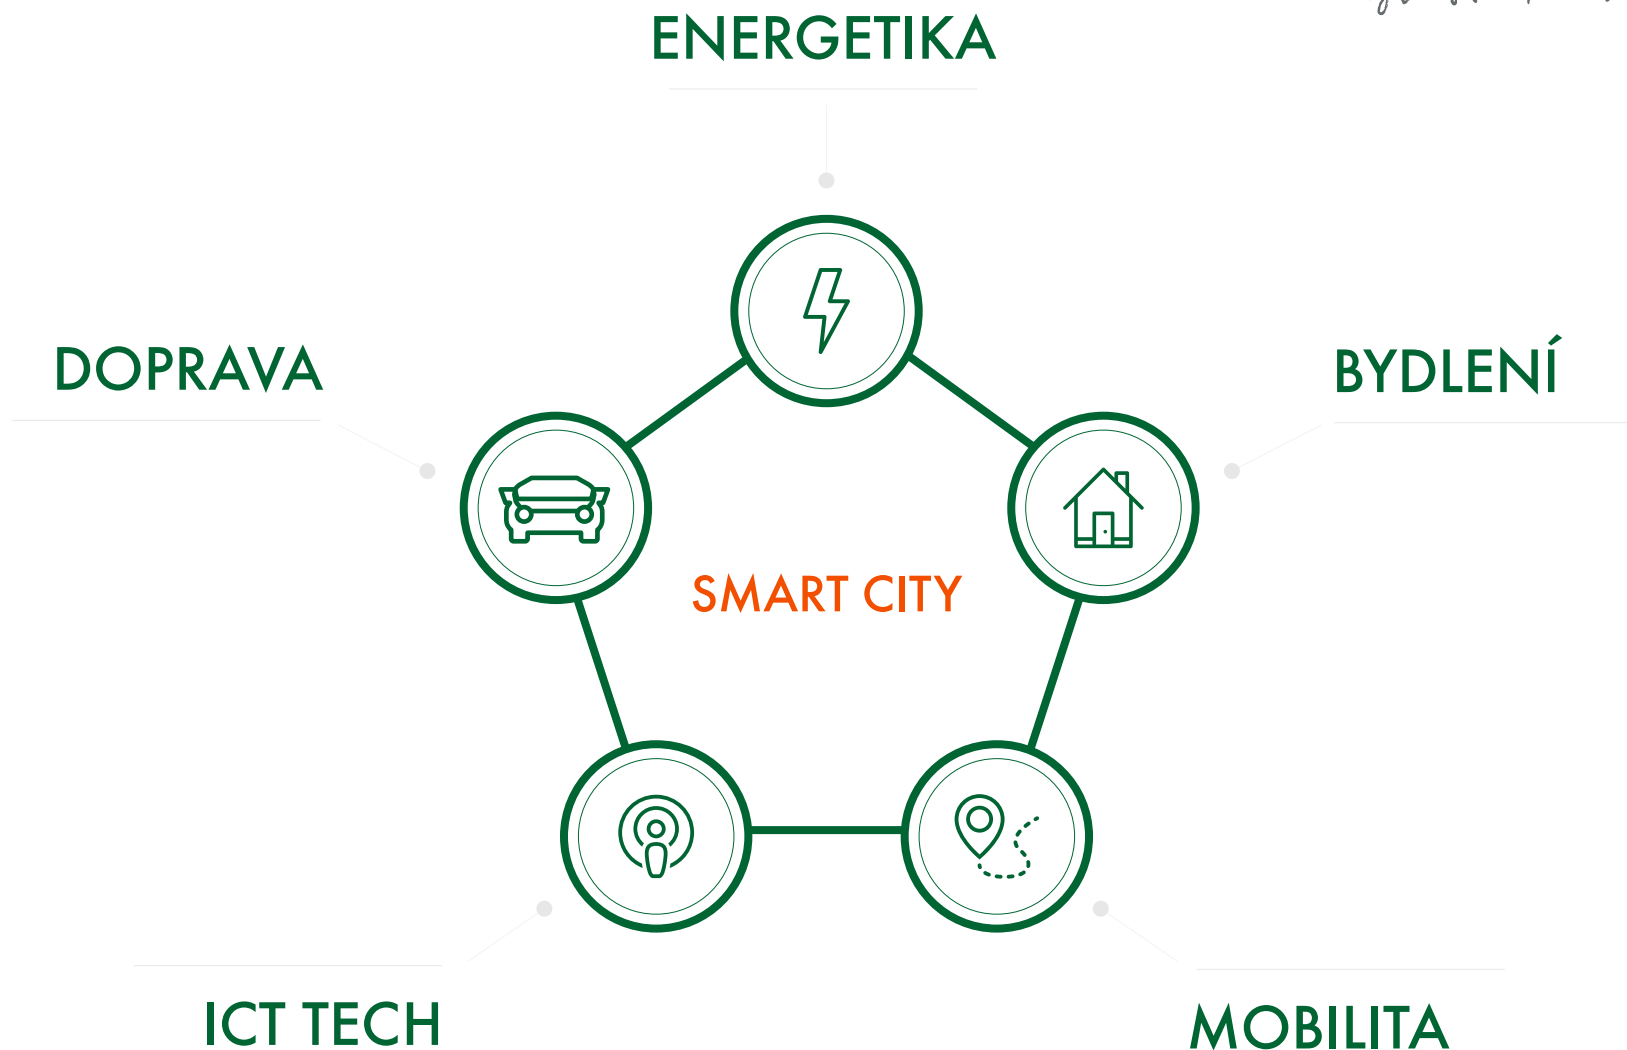 ENERGETIKA
DOPRAVA
BYDLENÍ
SMART CITY
ICT TECH
MOBILITA